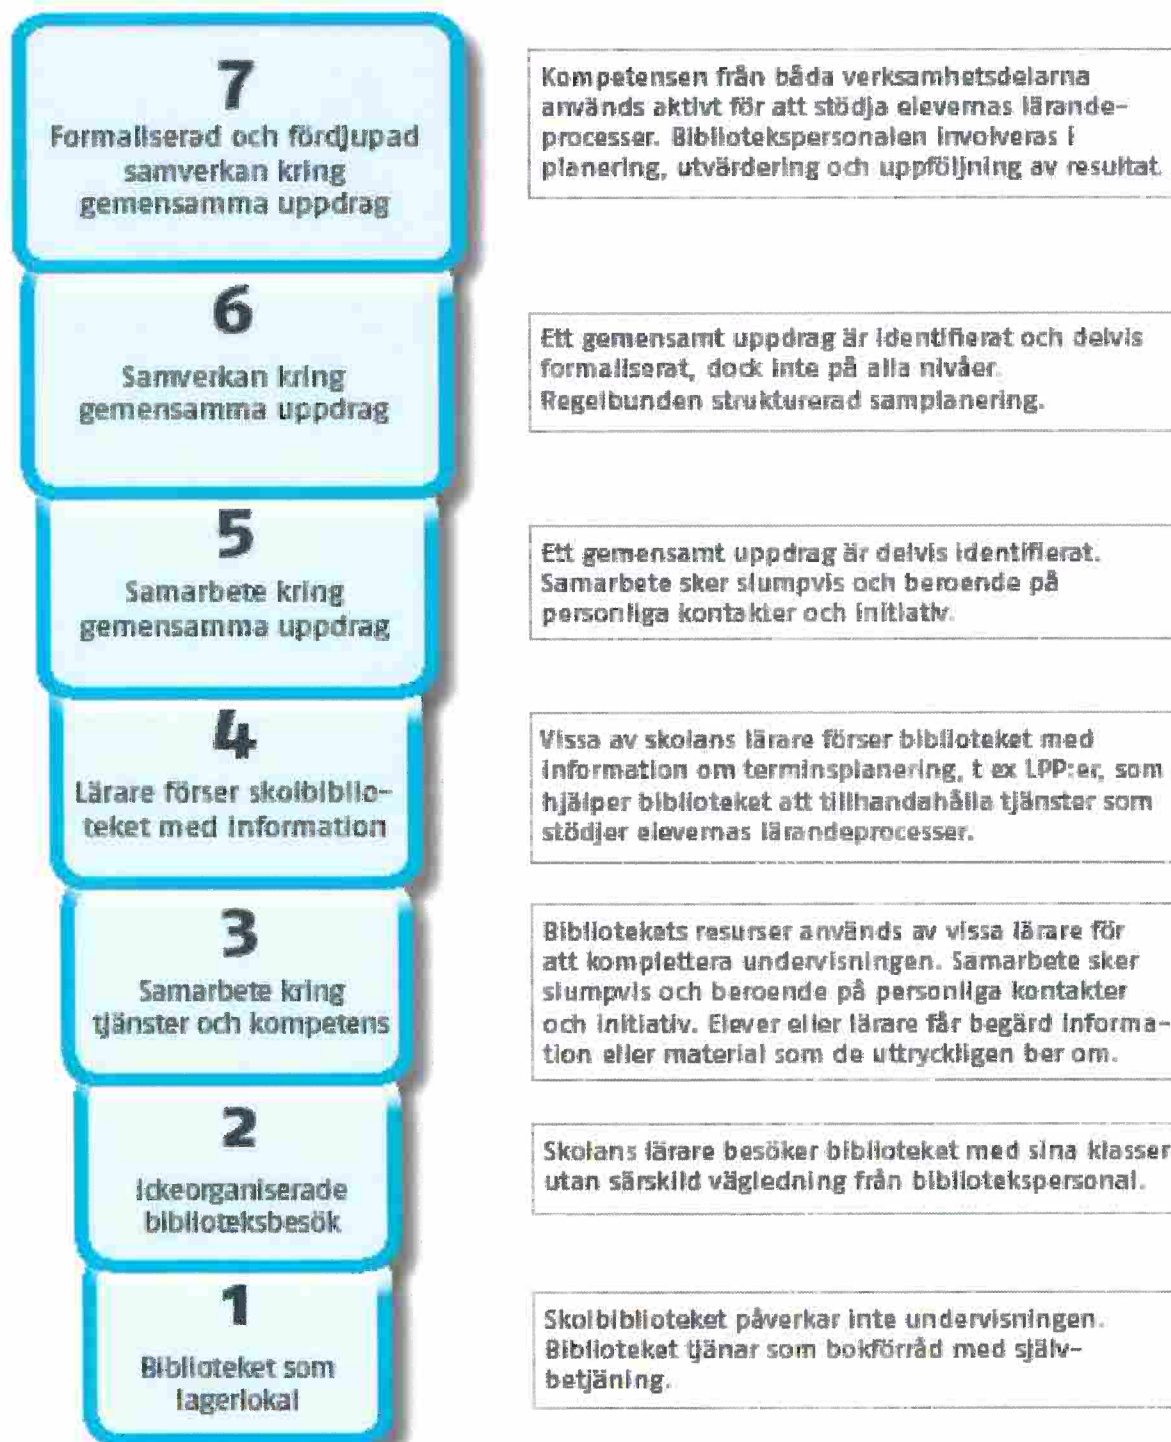 7
Formaliserad och fördjupad
samverkan kring
gemensamma uppdrag
Kompetensen från båda verksamhetsdelarna
används aktivt för att stödja elevernas lärande-
processer. Bibliotekspersonalen involveras i
planering, utvärdering och uppföljning av resultat.
6
Samverkan kring
gemensamma uppdrag
Ett gemensamt uppdrag är identifierat och delvis
formaliserat, dock inte på alla nivåer.
Regelbunden strukturerad samplanering.
5
Samarbete kring
gemensamma uppdrag
Ett gemensamt uppdrag är delvis identifierat.
Samarbete sker slumpvis och beroende på
personliga kontakter och initiativ.
4
Lärare förser skolbiblio-
teket med information
Vissa av skolans lärare förser biblioteket med
information om terminsplanering, t ex LPP:er, som
hjälper biblioteket att tillhandahålla tjänster som
stödjer elevernas lärandeprocesser.
3
Samarbete kring
tjänster och kompetens
Bibliotekets resurser används av vissa lärare för
att komplettera undervisningen. Samarbete sker
slumpvis och beroende på personliga kontakter
och initiativ. Elever eller lärare får begärd informa-
tion eller material som de uttryckligen ber om.
2
Ickeorganiserade
biblioteksbesök
Skolans lärare besöker biblioteket med sina klasser
utan särskild vägledning från bibliotekspersonal.
1
Biblioteket som
lagerlokal
Skolbiblioteket påverkar inte undervisningen.
Biblioteket tjänar som bokförråd med själv-
betjäning.